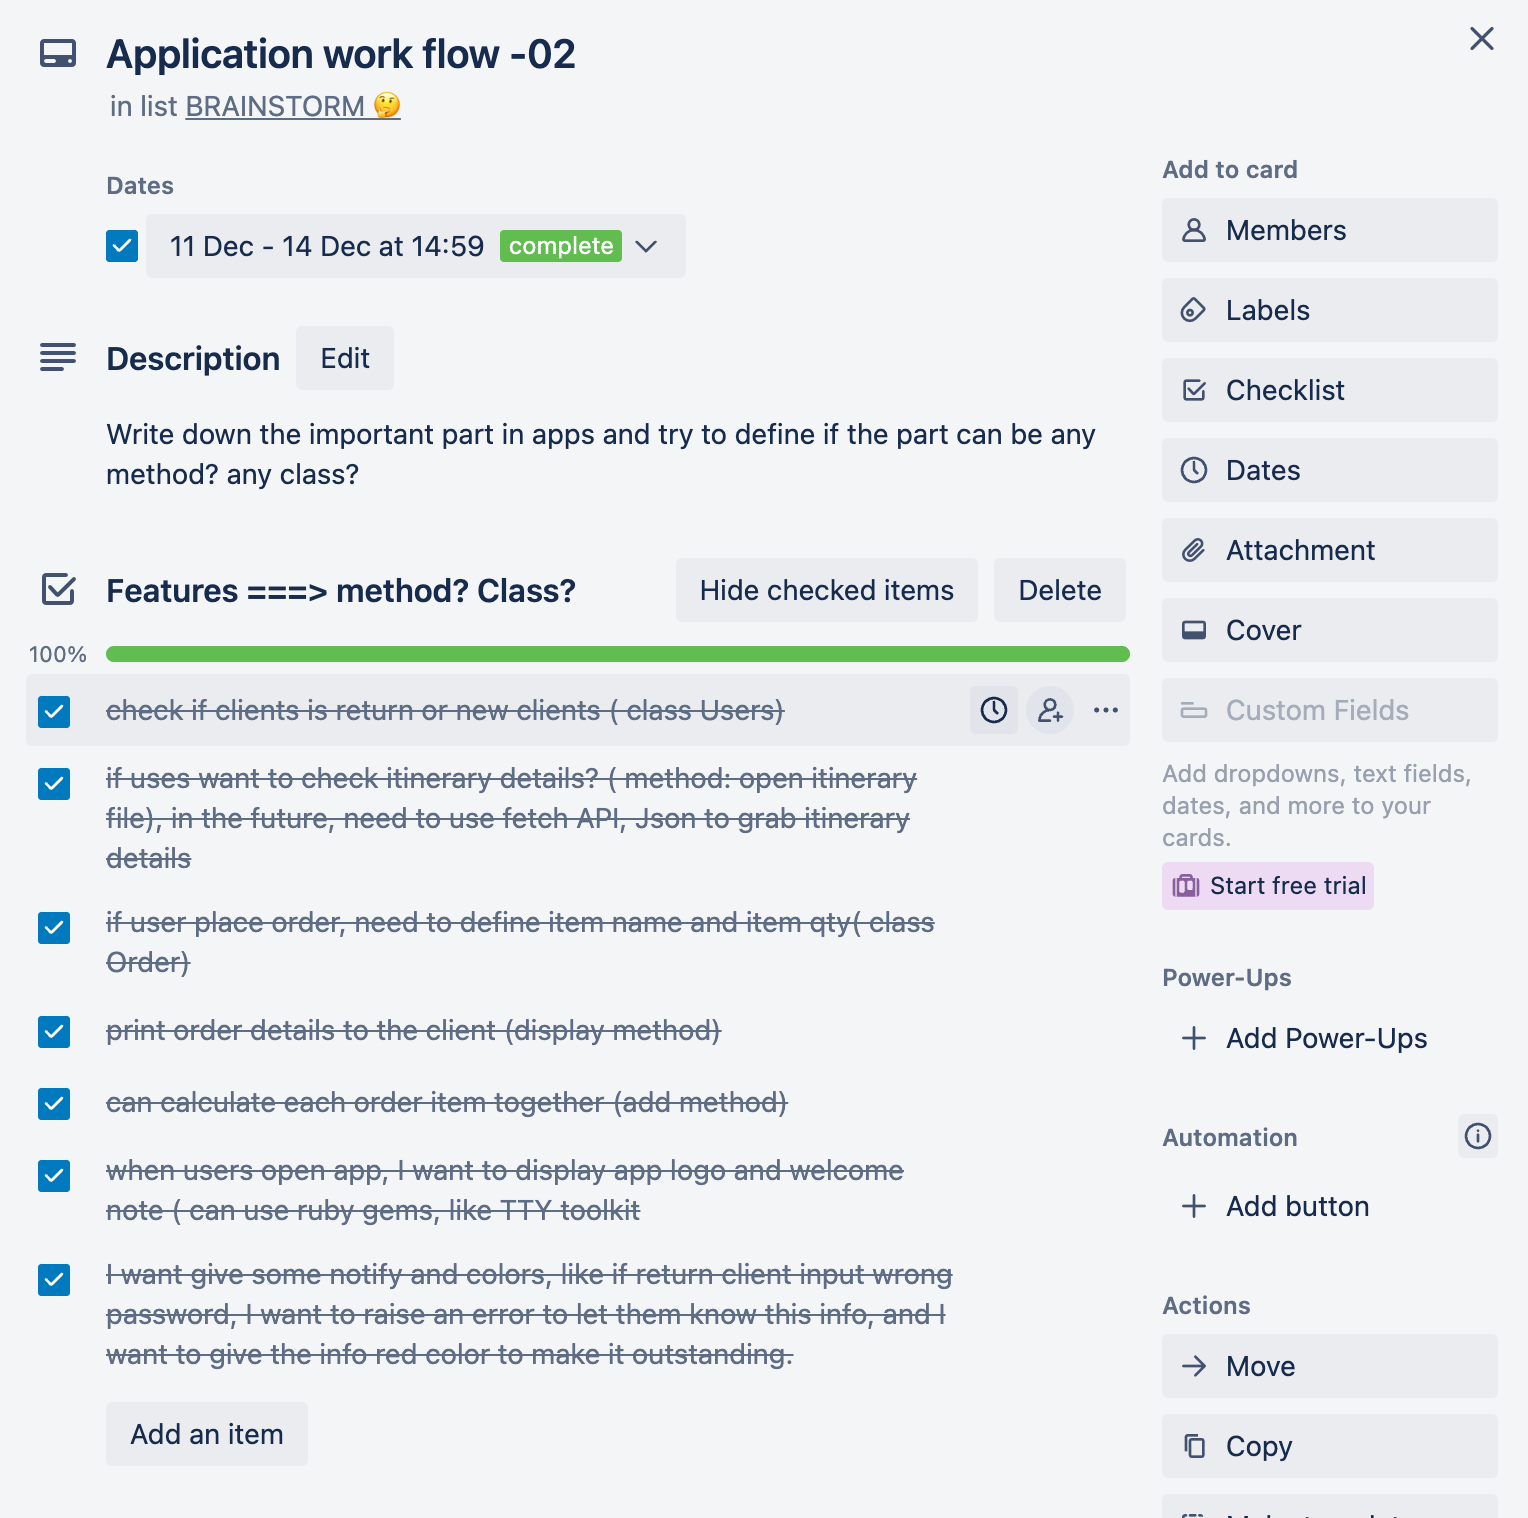 Application work flow -02
in list BRAINSTORM 🤔
Dates
11 Dec - 14 Dec at 14:59 complete
Description Edit
Write down the important part in apps and try to define if the part can be any
method? any class?
Features ===> method? Class? Hide checked items Delete
100%
check if clients is return or new clients ( class Users)
if uses want to check itinerary details? ( method: open itinerary
file), in the future, need to use fetch API, Json to grab itinerary
details
if user place order, need to define item name and item qty( class
Order)
print order details to the client (display method)
can calculate each order item together (add method)
when users open app, I want to display app logo and welcome
note ( can use ruby gems, like TTY toolkit
I want give some notify and colors, like if return client input wrong
password, I want to raise an error to let them know this info, and I
want to give the info red color to make it outstanding.
Add an item
Add to card
Members
Labels
Checklist
Dates
Attachment
Cover
Custom Fields
Add dropdowns, text fields,
dates, and more to your
cards.
Start free trial
Power-Ups
+ Add Power-Ups
Automation
+ Add button
Actions
Move
Copy